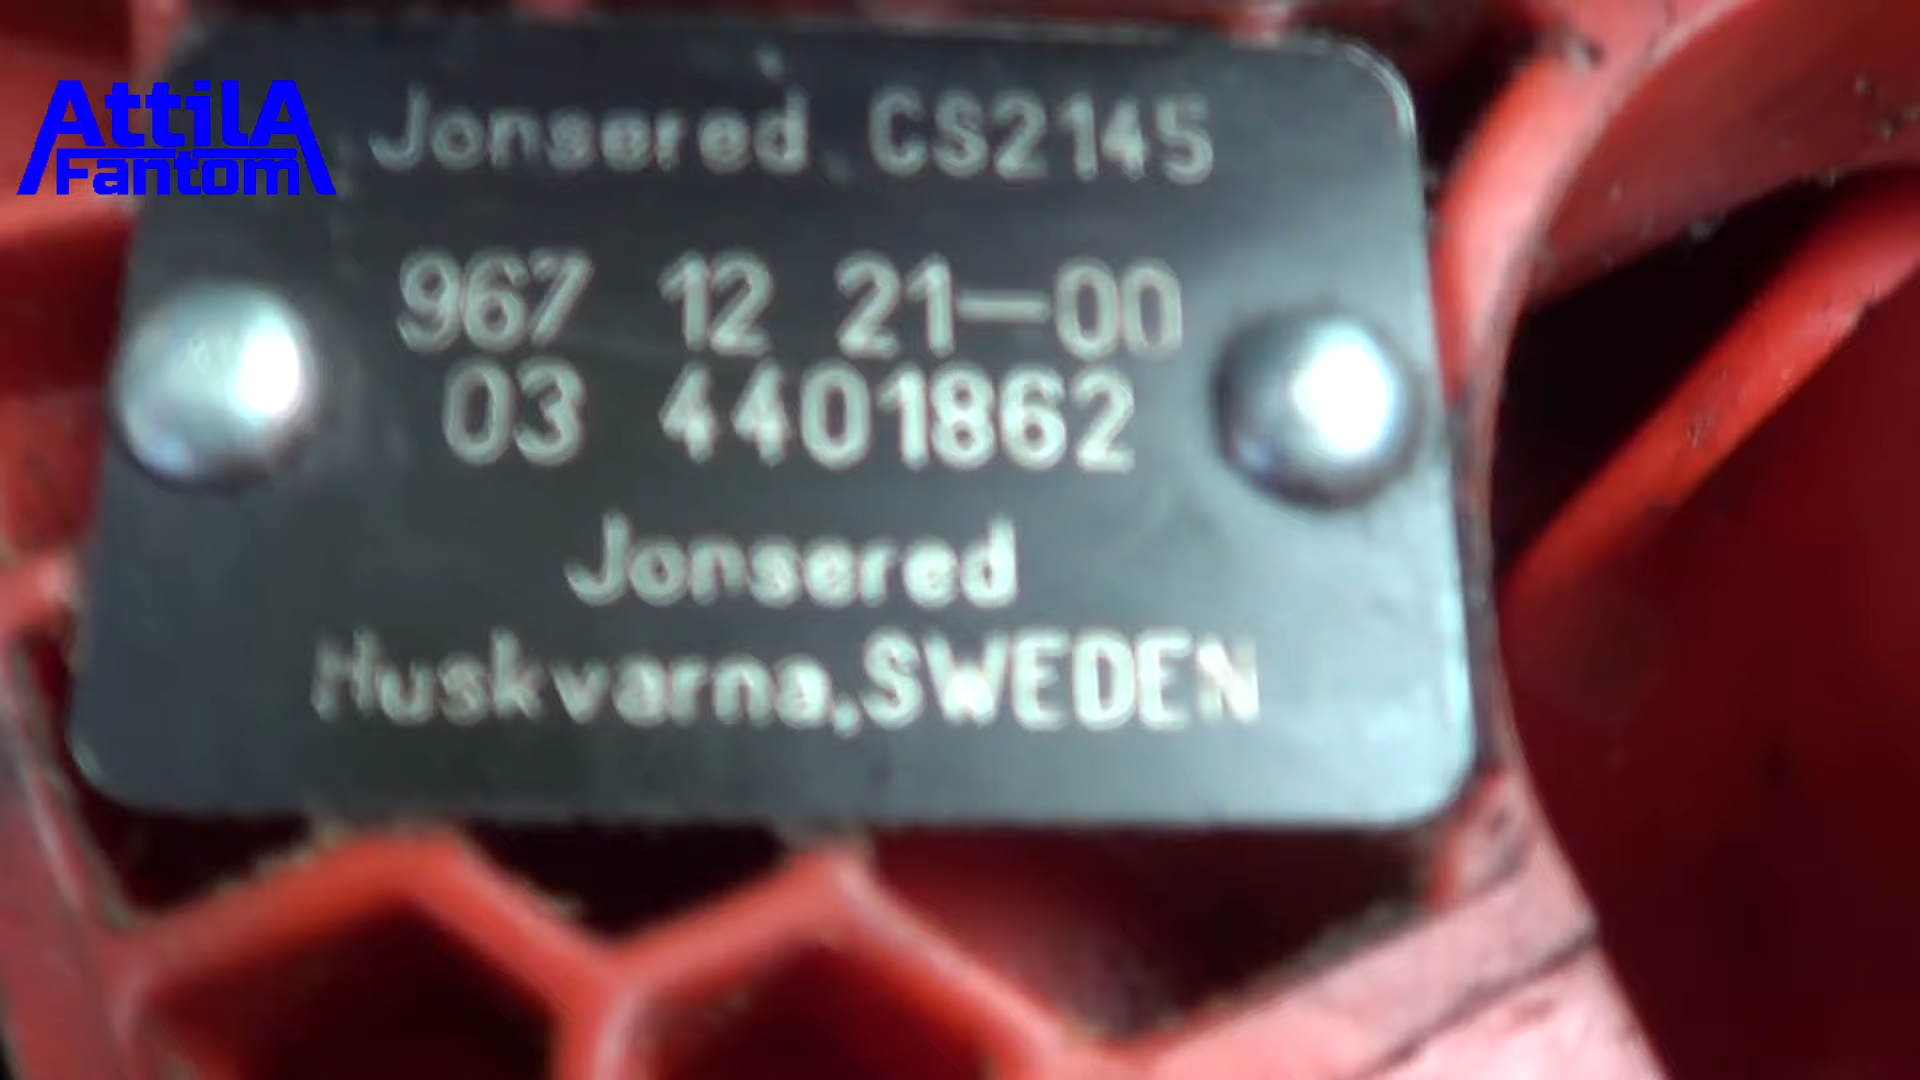 AttilA
Fantom
Jonsered CS2145
967 12 21-00
03 4401862
Jonsered
Huskvarna,SWEDEN